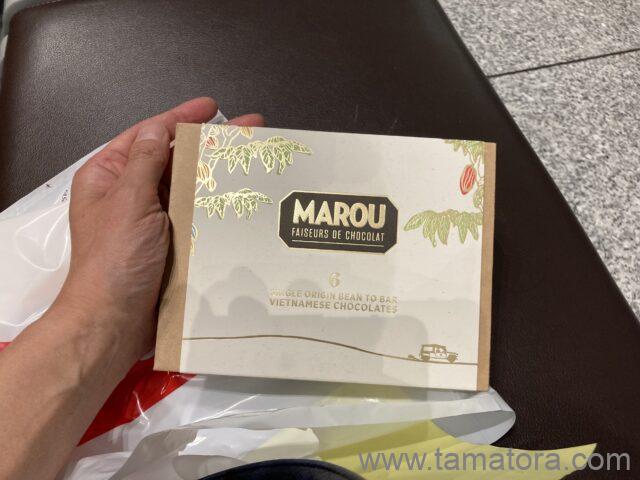 MAROU
FAISEURS DE CHOCOLAT
6
SINGLE ORIGIN BEAN TO BAR
VIETNAMESE CHOCOLATES
www.tamatora.com